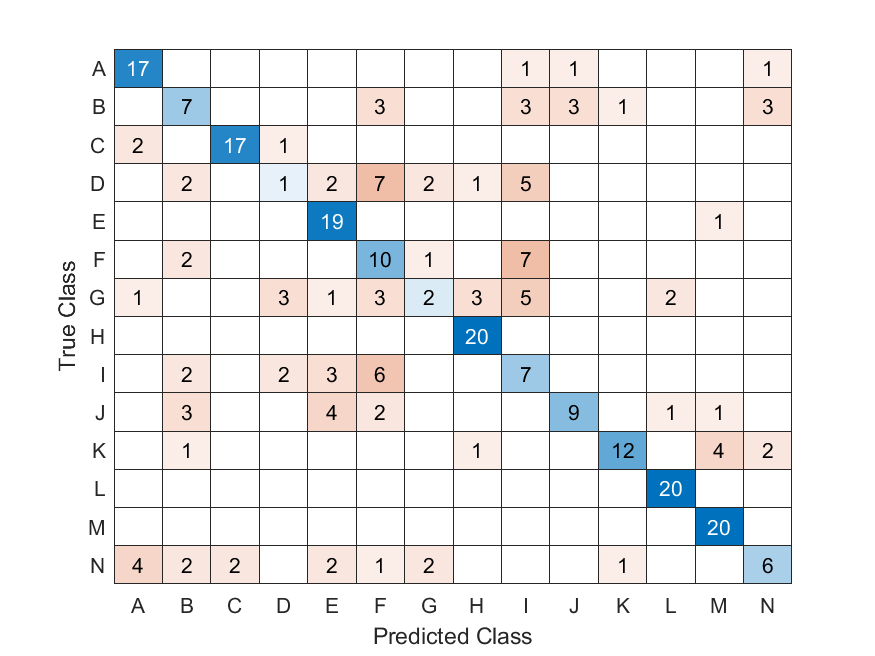 A 17 1 1 1
B 7 3 3 3 1 3
C 2 17 1
D 2 1 2 7 2 1 5
E 19 1
F 2 10 1 7
G 1 3 1 3 2 3 5 2
H 20
I 2 2 3 6 7
J 3 4 2 9 1 1
K 1 1 12 4 2
L 20
M 20
N 4 2 2 2 1 2 1 6
A B C D E F G H I J K L M N
Predicted Class
True Class